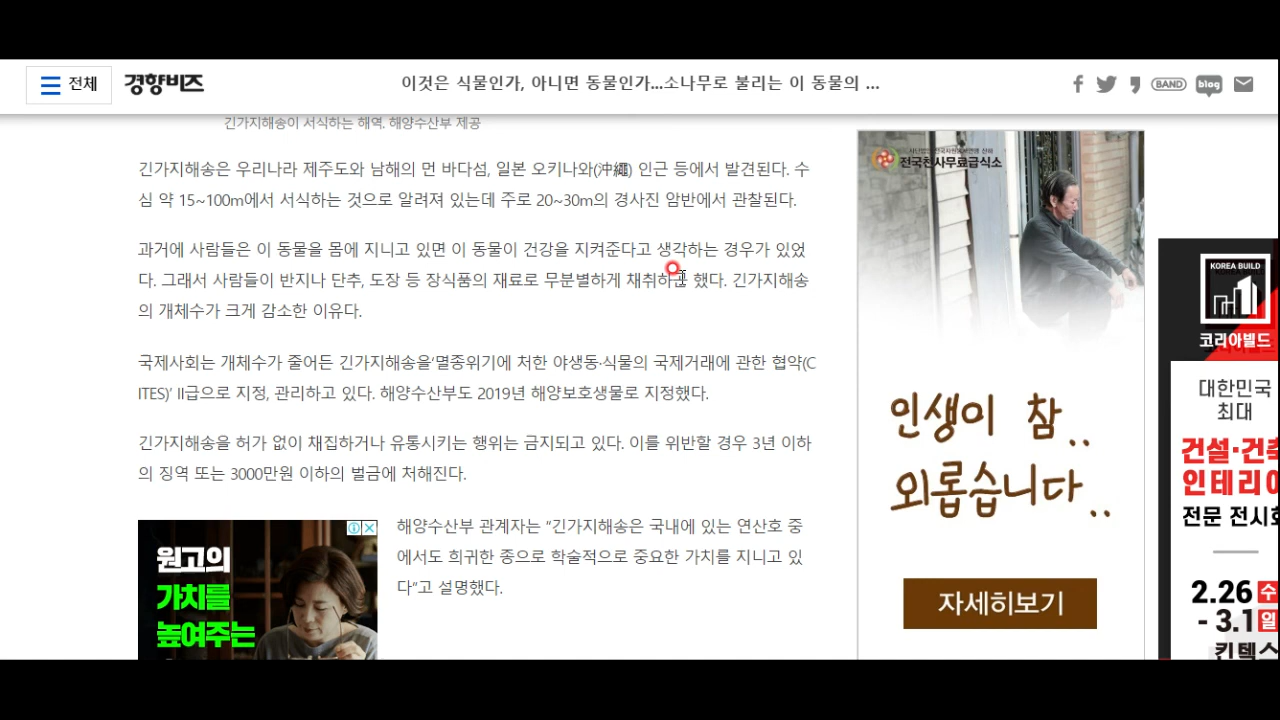 전체
경향비즈
이것은 식물인가, 아니면 동물인가...소나무로 불리는 이 동물의 ...
BAND
blog
긴가지해송이 서식하는 해역. 해양수산부 제공
긴가지해송은 우리나라 제주도와 남해의 먼 바다섬, 일본 오키나와(沖繩) 인근 등에서 발견된다. 수
심 약 15~100m에서 서식하는 것으로 알려져 있는데 주로 20~30m의 경사진 암반에서 관찰된다.
과거에 사람들은 이 동물을 몸에 지니고 있으면 이 동물이 건강을 지켜준다고 생각하는 경우가 있었
다. 그래서 사람들이 반지나 단추, 도장 등 장식품의 재료로 무분별하게 채취하고 했다. 긴가지해송
의 개체수가 크게 감소한 이유다.
국제사회는 개체수가 줄어든 긴가지해송을'멸종위기에 처한 야생동·식물의 국제거래에 관한 협약(C
ITES)' II급으로 지정, 관리하고 있다. 해양수산부도 2019년 해양보호생물로 지정했다.
긴가지해송을 허가 없이 채집하거나 유통시키는 행위는 금지되고 있다. 이를 위반할 경우 3년 이하
의 징역 또는 3000만원 이하의 벌금에 처해진다.
해양수산부 관계자는 "긴가지해송은 국내에 있는 연산호 중
에서도 희귀한 종으로 학술적으로 중요한 가치를 지니고 있
다"고 설명했다.
원고의
가치를
높여주는
전국천사무료급식소
인생이 참..
외롭습니다..
자세히보기
KOREA BUILD
코리아빌드
대한민국
최대
건설·건축
인테리어
전문 전시회
2.26 수
- 3.1 일
킨텍스